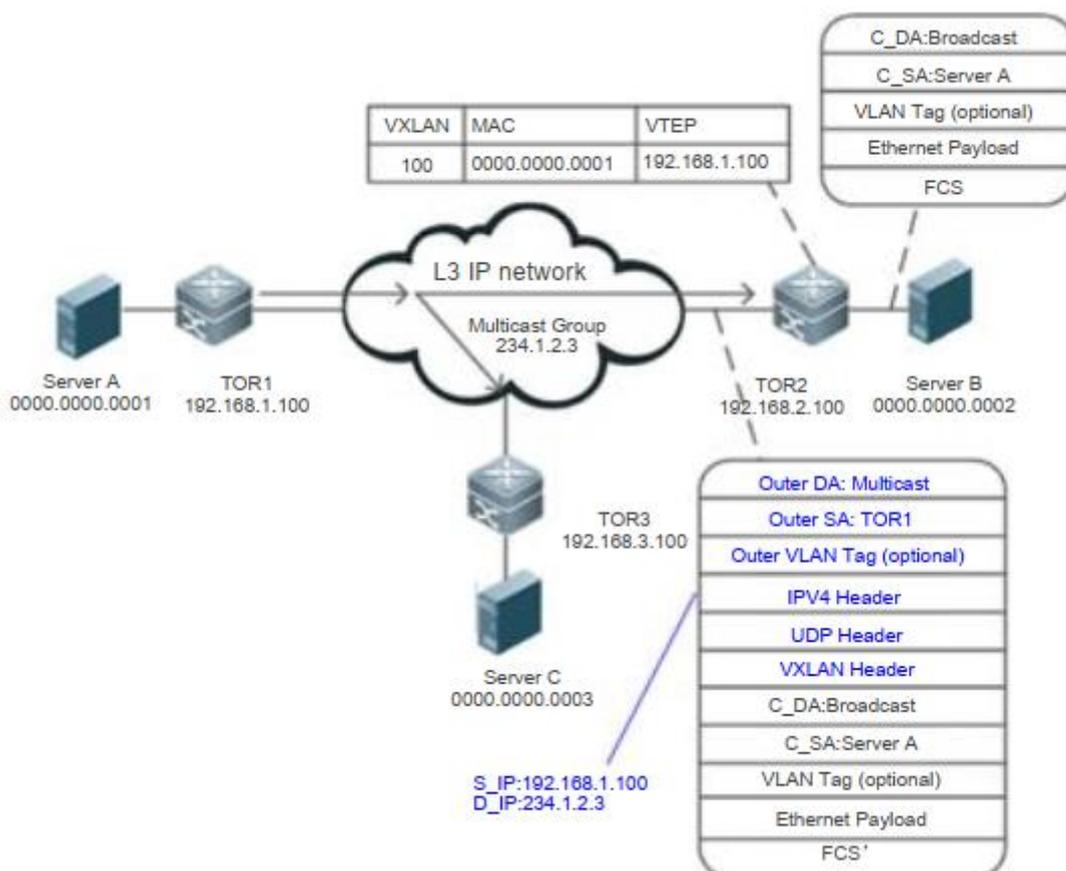 C_DA:Broadcast
C_SA:Server A
VLAN Tag (optional)
Ethernet Payload
FCS
VXLAN MAC VTEP
100 0000.0000.0001 192.168.1.100
L3 IP network
Multicast Group
234.1.2.3
Server A
0000.0000.0001
TOR1
192.168.1.100
TOR2
192.168.2.100
Server B
0000.0000.0002
TOR3
192.168.3.100
Server C
0000.0000.0003
Outer DA: Multicast
Outer SA: TOR1
Outer VLAN Tag (optional)
IPV4 Header
UDP Header
VXLAN Header
C_DA:Broadcast
C_SA:Server A
VLAN Tag (optional)
Ethernet Payload
FCS'
S_IP:192.168.1.100
D_IP:234.1.2.3